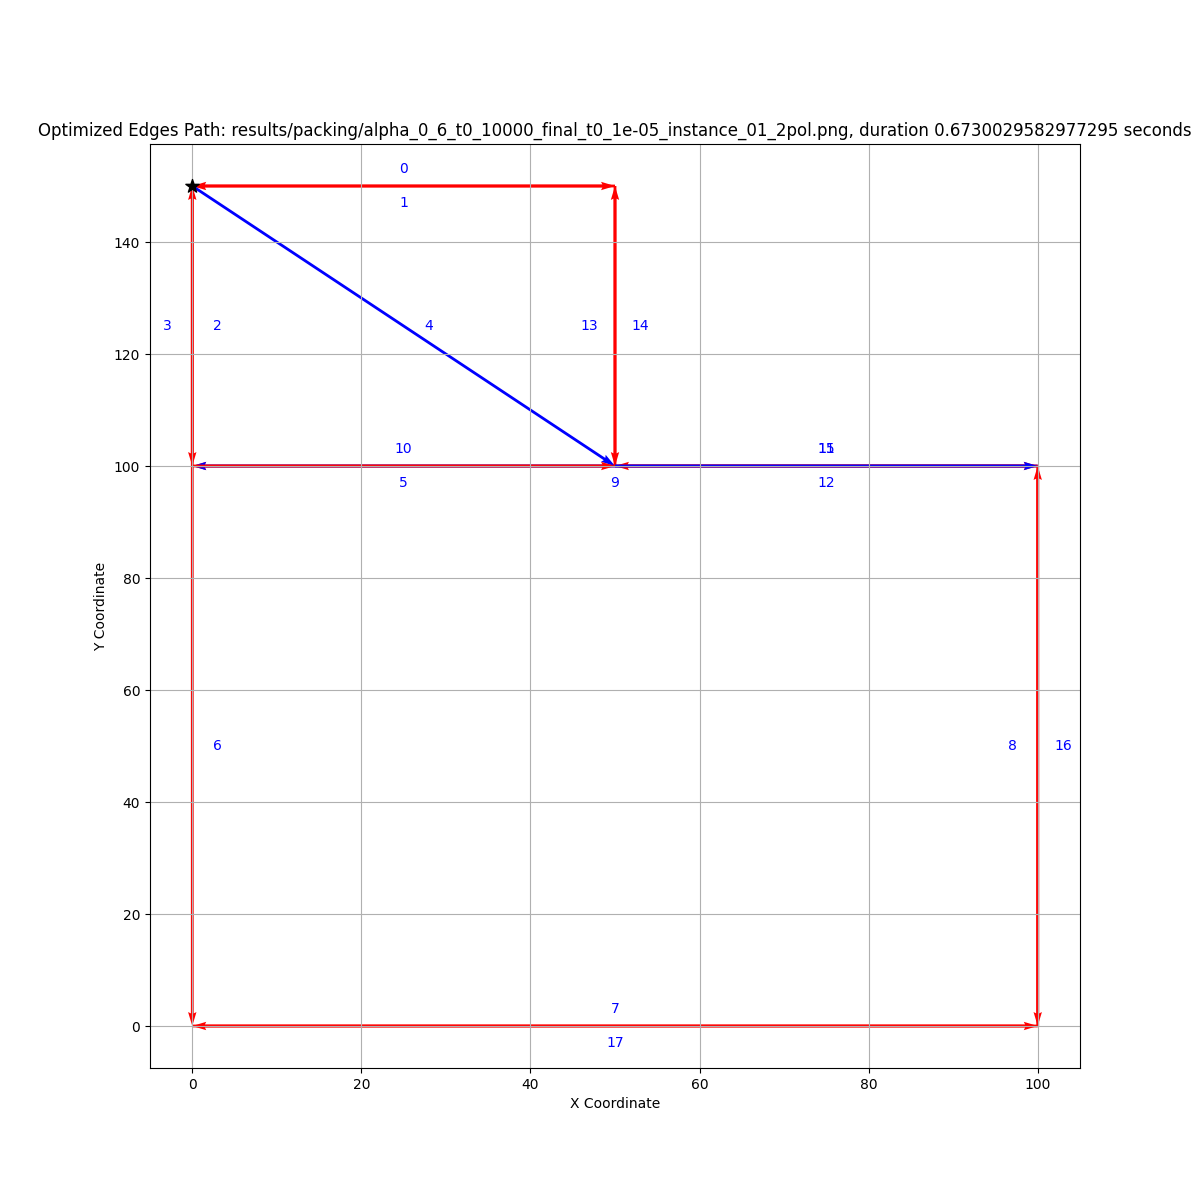 Optimized Edges Path: results/packing/alpha_0_6_t0_10000_final_t0_1e-05_instance_01_2pol.png, duration 0.6730029582977295 seconds
0
1
140
3 2 4 13 14
120
10
100
5 9 12
80
Y Coordinate
60
6 8 16
40
20
7
0
17
0 20 40 60 80 100
X Coordinate